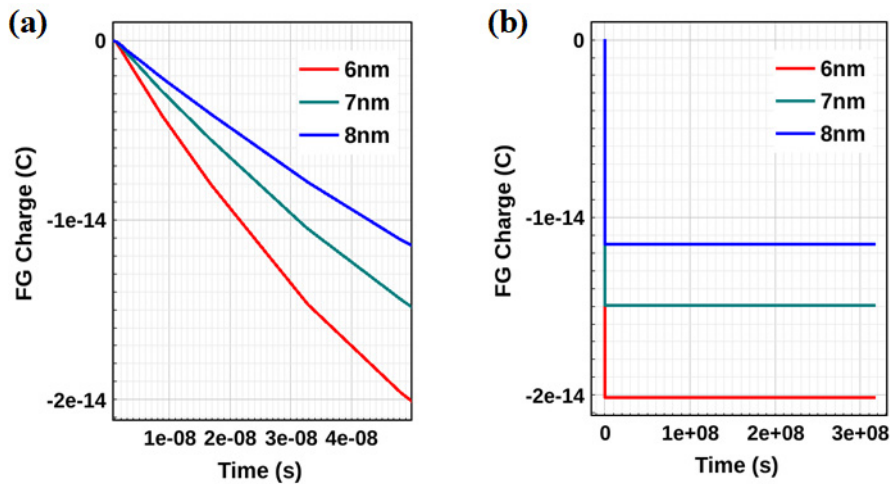 (a)
0
-1e-14
-2e-14
FG Charge (C)
6nm
7nm
8nm
1e-08 2e-08 3e-08 4e-08
Time (s)
(b)
0
-1e-14
-2e-14
FG Charge (C)
6nm
7nm
8nm
0 1e+08 2e+08 3e+08
Time (s)